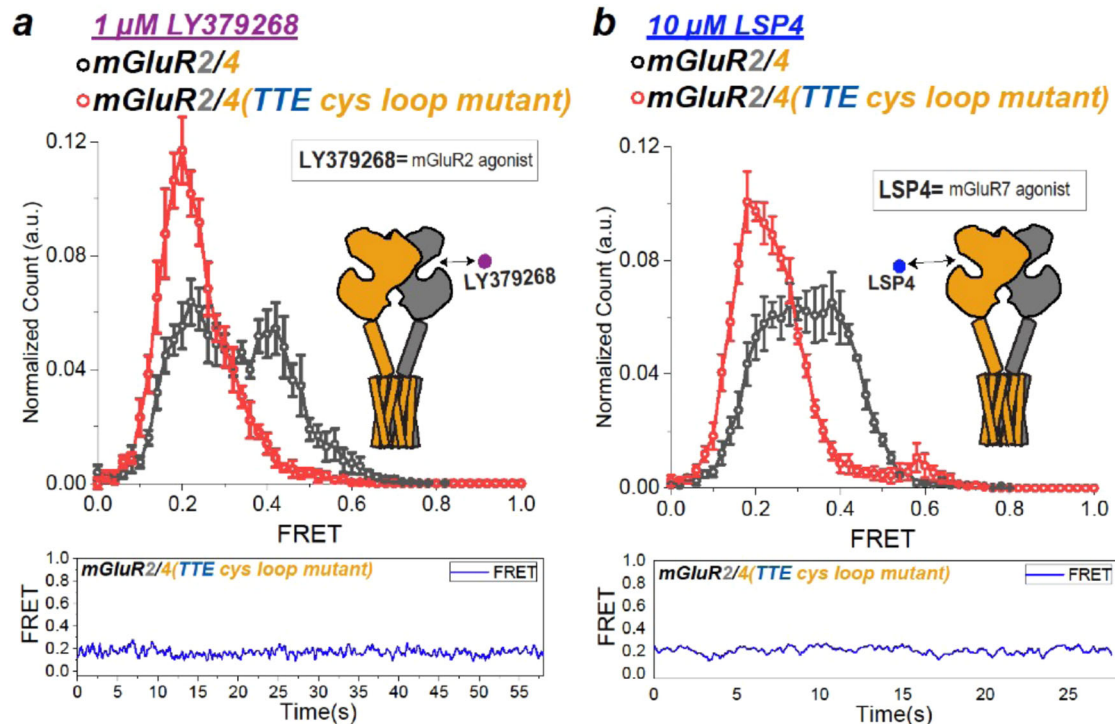 a
1 µM LY379268
mGluR2/4
mGluR2/4(TTE cys loop mutant)
LY379268= mGluR2 agonist
LY379268
Normalized Count (a.u.)
0.12
0.08
0.04
0.00
0.0 0.2 0.4 0.6 0.8 1.0
FRET
mGluR2/4(TTE cys loop mutant)
FRET
FRET
1.0
0.8
0.6
0.4
0.2
0.0
0 5 10 15 20 25 30 35 40 45 50 55
Time(s)
b
10 µM LSP4
mGluR2/4
mGluR2/4(TTE cys loop mutant)
LSP4= mGluR7 agonist
LSP4
Normalized Count (a.u.)
0.12
0.08
0.04
0.00
0.0 0.2 0.4 0.6 0.8 1.0
FRET
mGluR2/4(TTE cys loop mutant)
FRET
FRET
1.0
0.8
0.6
0.4
0.2
0.0
0 5 10 15 20 25
Time(s)